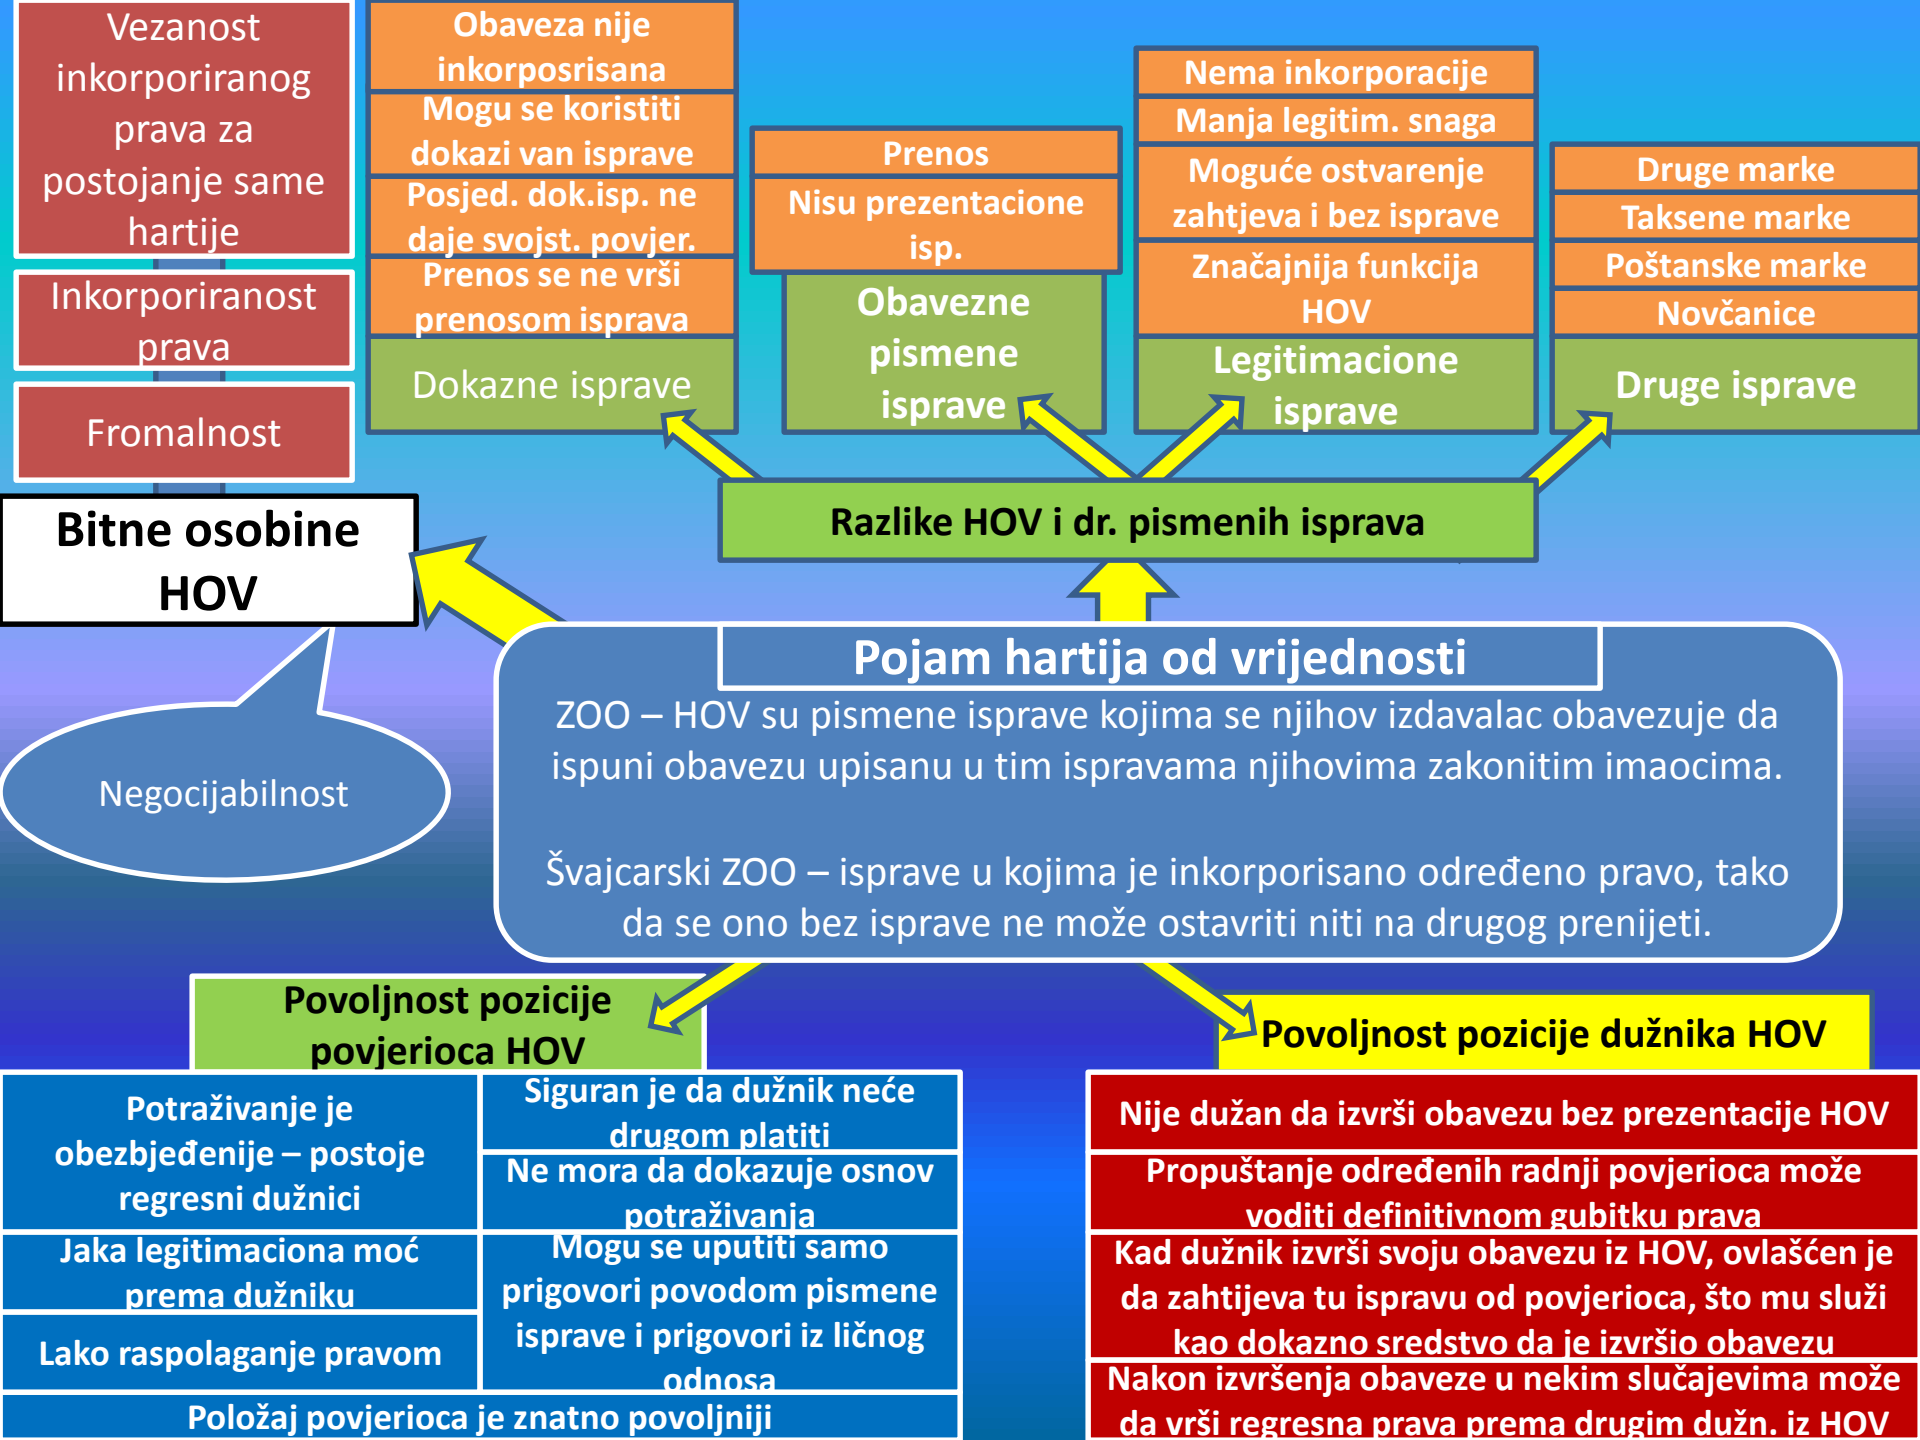 Vezanost
inkorporiranog
prava za
postojanje same
hartije
Inkorporiranost
prava
Fromalnost
Bitne osobine
HOV
Negocijabilnost
Obaveza nije
inkorposrisana
Mogu se koristiti
dokazi van isprave
Posjed. dok.isp. ne
daje svojst. povjer.
Prenos se ne vrši
prenosom isprava
Dokazne isprave
Prenos
Nisu prezentacione
isp.
Obavezne
pismene
isprave
Nema inkorporacije
Manja legitim. snaga
Moguće ostvarenje
zahtjeva i bez isprave
Značajnija funkcija
HOV
Legitimacione
isprave
Druge marke
Taksene marke
Poštanske marke
Novčanice
Druge isprave
Razlike HOV i dr. pismenih isprava
Pojam hartija od vrijednosti
ZOO – HOV su pismene isprave kojima se njihov izdavalac obavezuje da
ispuni obavezu upisanu u tim ispravama njihovima zakonitim imaocima.
Švajcarski ZOO – isprave u kojima je inkorporisano određeno pravo, tako
da se ono bez isprave ne može ostavriti niti na drugog prenijeti.
Povoljnost pozicije
povjerioca HOV
Potraživanje je
obezbjeđenije – postoje
regresni dužnici
Jaka legitimaciona moć
prema dužniku
Lako raspolaganje pravom
Siguran je da dužnik neće
drugom platiti
Ne mora da dokazuje osnov
potraživanja
Mogu se uputiti samo
prigovori povodom pismene
isprave i prigovori iz ličnog
odnosa
Položaj povjerioca je znatno povoljniji
Povoljnost pozicije dužnika HOV
Nije dužan da izvrši obavezu bez prezentacije HOV
Propuštanje određenih radnji povjerioca može
voditi definitivnom gubitku prava
Kad dužnik izvrši svoju obavezu iz HOV, ovlašćen je
da zahtijeva tu ispravu od povjerioca, što mu služi
kao dokazno sredstvo da je izvršio obavezu
Nakon izvršenja obaveze u nekim slučajevima može
da vrši regresna prava prema drugim dužn. iz HOV